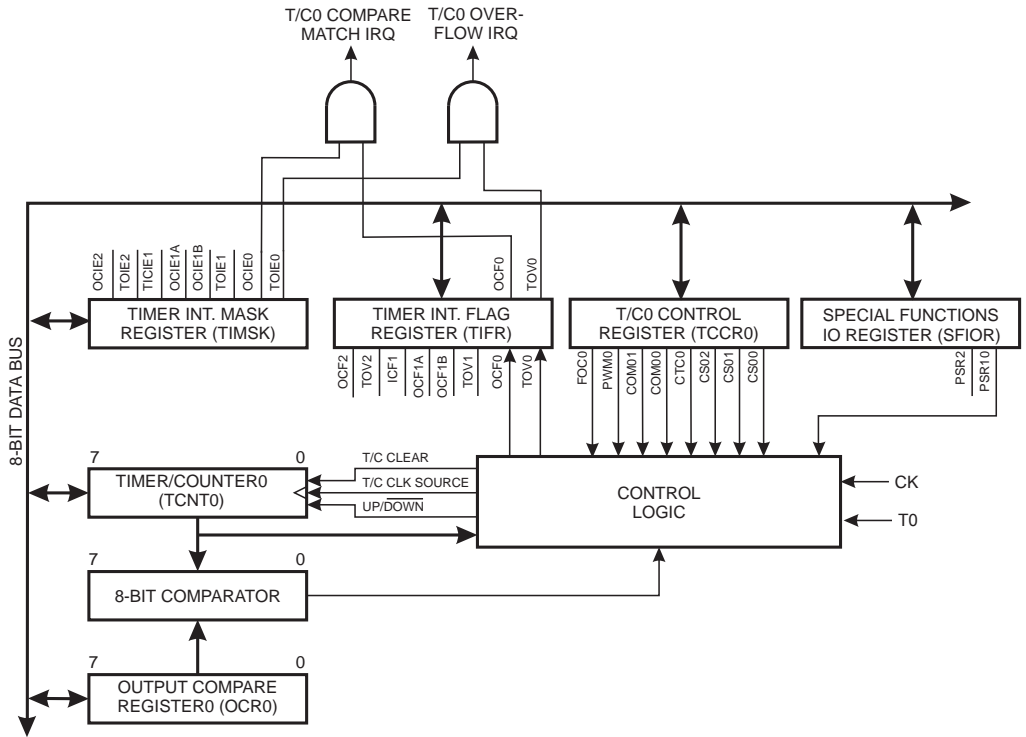 T/C0 COMPARE
MATCH IRQ
T/C0 OVER-
FLOW IRQ
8-BIT DATA BUS
OCIE2
TOIE2
TICIE1
OCIE1A
OCIE1B
TOIE1
OCIE0
TOIE0
OCF0
TOV0
TIMER INT. MASK
REGISTER (TIMSK)
TIMER INT. FLAG
REGISTER (TIFR)
T/C0 CONTROL
REGISTER (TCCR0)
SPECIAL FUNCTIONS
IO REGISTER (SFIOR)
OCF2
TOV2
ICF1
OCF1A
OCF1B
TOV1
OCF0
TOV0
FOC0
PWM0
COM01
COM00
CTC0
CS02
CS01
CS00
PSR2
PSR10
7 0
TIMER/COUNTER0
(TCNT0)
T/C CLEAR
T/C CLK SOURCE
UP/DOWN
CONTROL
LOGIC
CK
T0
7 0
8-BIT COMPARATOR
7 0
OUTPUT COMPARE
REGISTER0 (OCR0)